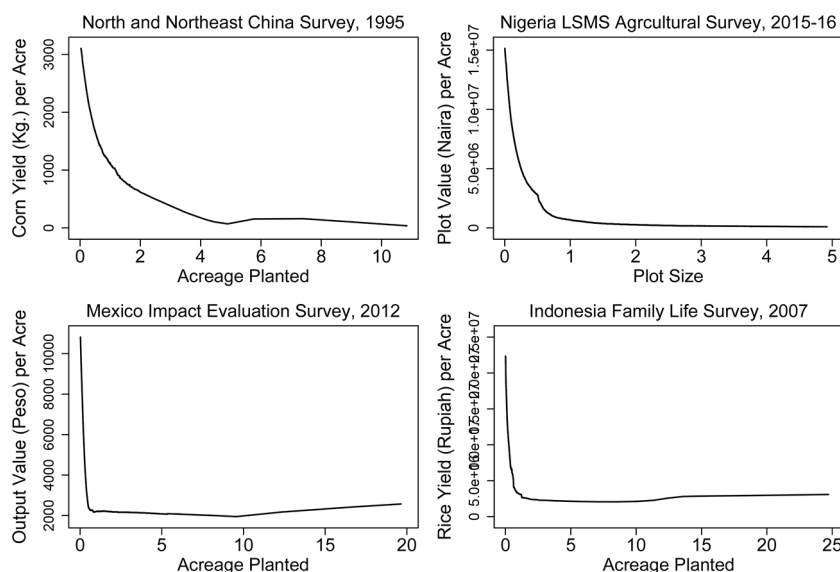 North and Northeast China Survey, 1995
Corn Yield (Kg.) per Acre
3000
2000
1000
0
0 2 4 6 8 10
Acreage Planted
Nigeria LSMS Agrcultural Survey, 2015-16
Plot Value (Naira) per Acre
1.5e+07
1.0e+07
5.0e+06
0
0 1 2 3 4 5
Plot Size
Mexico Impact Evaluation Survey, 2012
Output Value (Peso) per Acre
10000
8000
6000
4000
2000
0 5 10 15 20
Acreage Planted
Indonesia Family Life Survey, 2007
Rice Yield (Rupiah) per Acre
5.0e+06
0
0 5 10 15 20 25
Acreage Planted